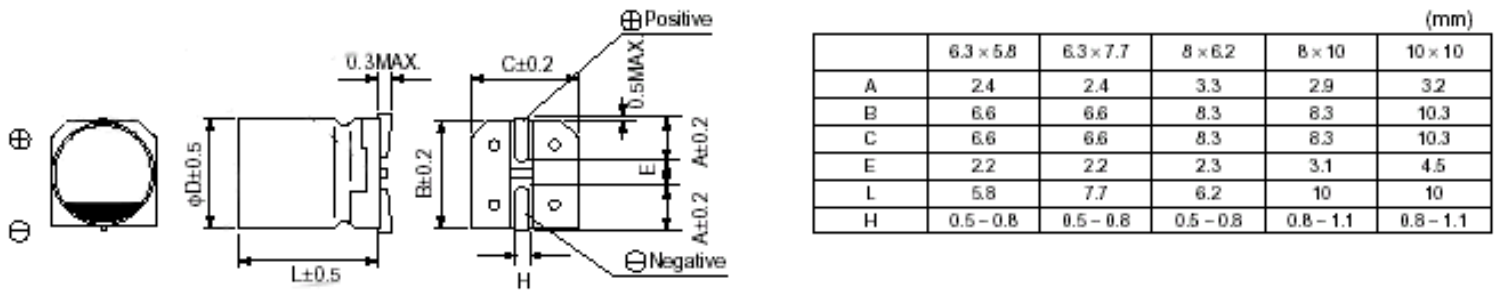 ⊕Positive
0.3MAX.
C±0.2
0.5MAX.
⊕
⊖
ϕD±0.5
B±0.2
A±0.2
E
A±0.2
L±0.5
H
⊖Negative
(mm)
6.3 × 5.8 6.3 × 7.7 8 × 6.2 8 × 10 10 × 10
A 2.4 2.4 3.3 2.9 3.2
B 6.6 6.6 8.3 8.3 10.3
C 6.6 6.6 8.3 8.3 10.3
E 2.2 2.2 2.3 3.1 4.5
L 5.8 7.7 6.2 10 10
H 0.5 – 0.8 0.5 – 0.8 0.5 – 0.8 0.8 – 1.1 0.8 – 1.1